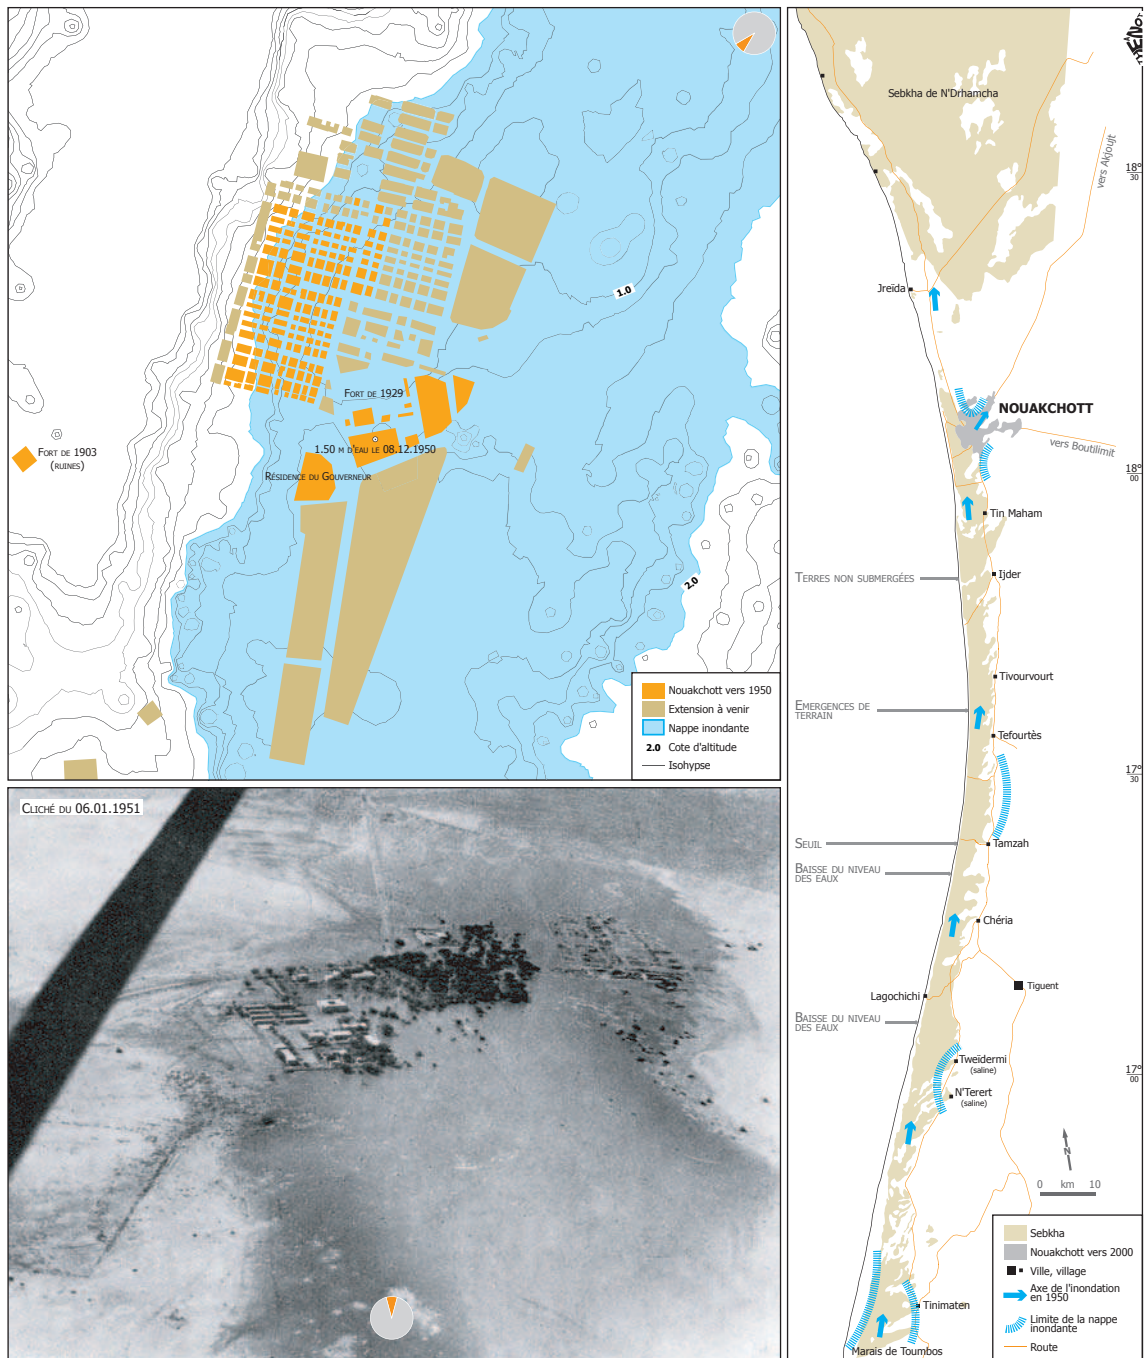 1.0
FORT DE 1929
FORT DE 1903
(RUINES)
1.50 M D'EAU LE 08.12.1950
RÉSIDENCE DU GOUVERNEUR
2.0
Nouakchott vers 1950
Extension à venir
Nappe inondante
2.0 Cote d'altitude
Isohypse
CLICHÉ DU 06.01.1951
THÉNOT
Sebkha de N'Drhamcha
vers Akjoujt
18°
30
Jreïda
NOUAKCHOTT
vers Boutilimit
18°
00
Tin Maham
TERRES NON SUBMERGÉES
Ijder
Tivourvourt
EMERGENCES DE
TERRAIN
Tefourtès
17°
30
SEUIL
Tamzah
BAISSE DU NIVEAU
DES EAUX
Chéria
Tiguent
Lagochichi
BAISSE DU NIVEAU
DES EAUX
Tweïdermi
(saline)
17°
00
N'Terert
(saline)
N
0 km 10
Sebkha
Nouakchott vers 2000
Ville, village
Axe de l'inondation
en 1950
Limite de la nappe
inondante
Route
Tinimaten
Marais de Toumbos